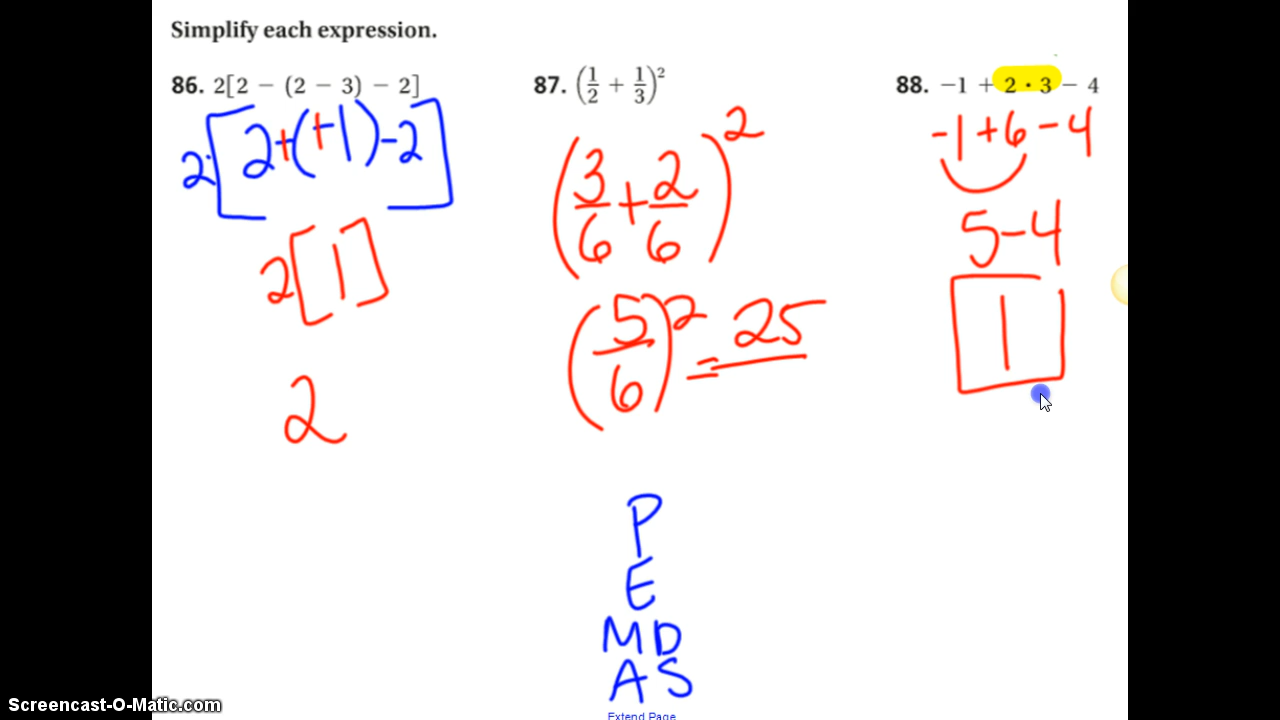 Simplify each expression.
86. 2[2 − (2 − 3) − 2]
2·[2+(+1)-2]
2[1]
2
87. (1/2 + 1/3)²
(3/6+2/6)²
(5/6)²=25
88. −1 + 2 · 3 − 4
-1+6-4
5-4
1
P
E
MD
AS
Extend Page
Screencast-O-Matic.com